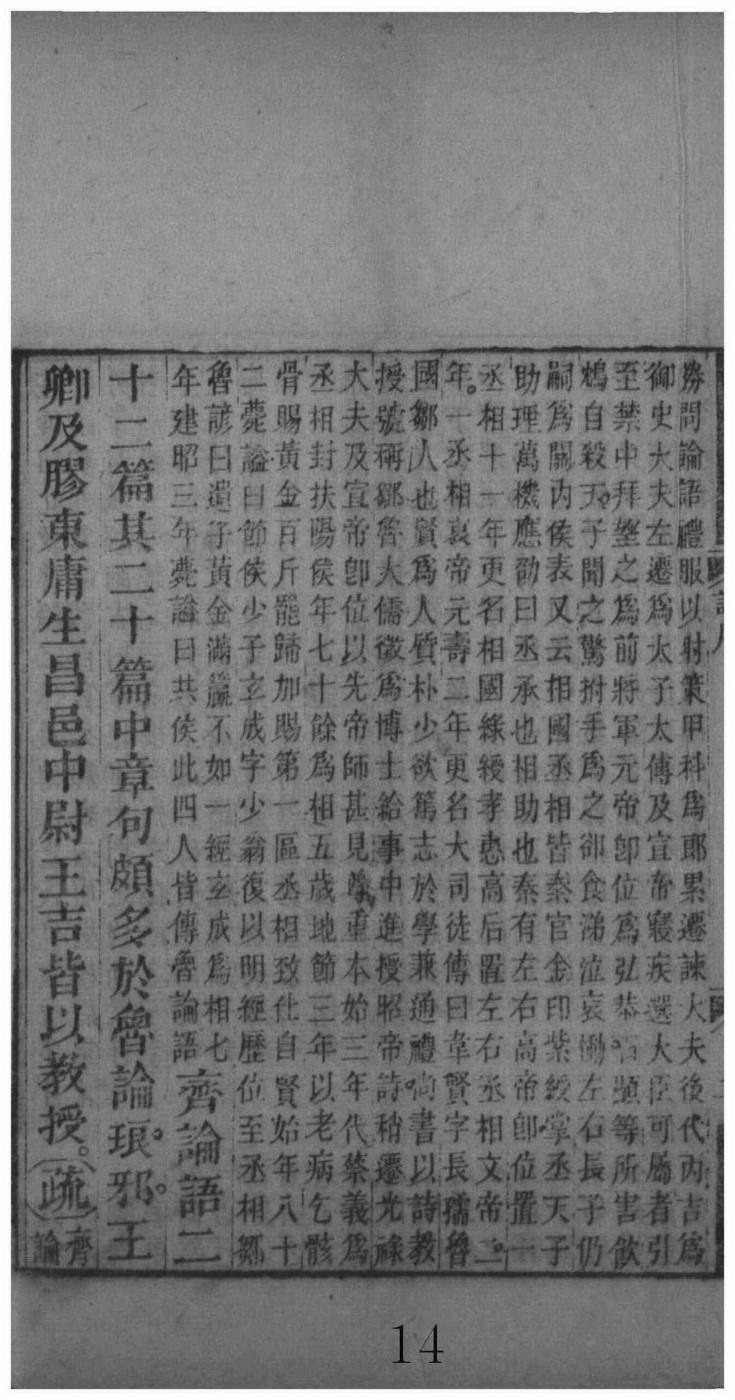 勝問論語禮服以射策甲科爲郎累遷諫大夫後代丙吉爲
御史大夫左遷爲太子太傅及宣帝寢疾選大臣可屬者引
至禁中拜望之爲前將軍元帝卽位爲弘恭石顯等所害飲
鴆自殺天子聞之驚拊手爲之卻食涕泣哀慟左右長子伋
嗣爲關內侯表又云相國丞相皆秦官金印紫綬掌丞天子
助理萬機應劭曰丞承也相助也秦有左右高帝卽位置一
丞相十一年更名相國綠綬孝惠高后置左右丞相文帝二
年一丞相哀帝元壽二年更名大司徒傳曰韋賢字長孺魯
國鄒人也賢爲人質朴少欲篤志於學兼通禮尚書以詩教
授號稱鄒魯大儒徵爲博士給事中進授昭帝詩稍遷光祿
大夫及宣帝卽位以先帝師甚見尊重本始三年代蔡義爲
丞相封扶陽侯年七十餘爲相五歲地節三年以老病乞骸
骨賜黃金百斤罷歸加賜第一區丞相致仕自賢始年八十
二薨謚曰節侯少子玄成字少翁復以明經歷位至丞相鄒
魯諺曰遺子黃金滿籯不如一經玄成爲相七
年建昭三年薨謚曰共侯此四人皆傳魯論語
齊論語二
十二篇其二十篇中章句頗多於魯論。琅邪。王
卿及膠東庸生昌邑中尉王吉皆以教授。疏
齊
論
14